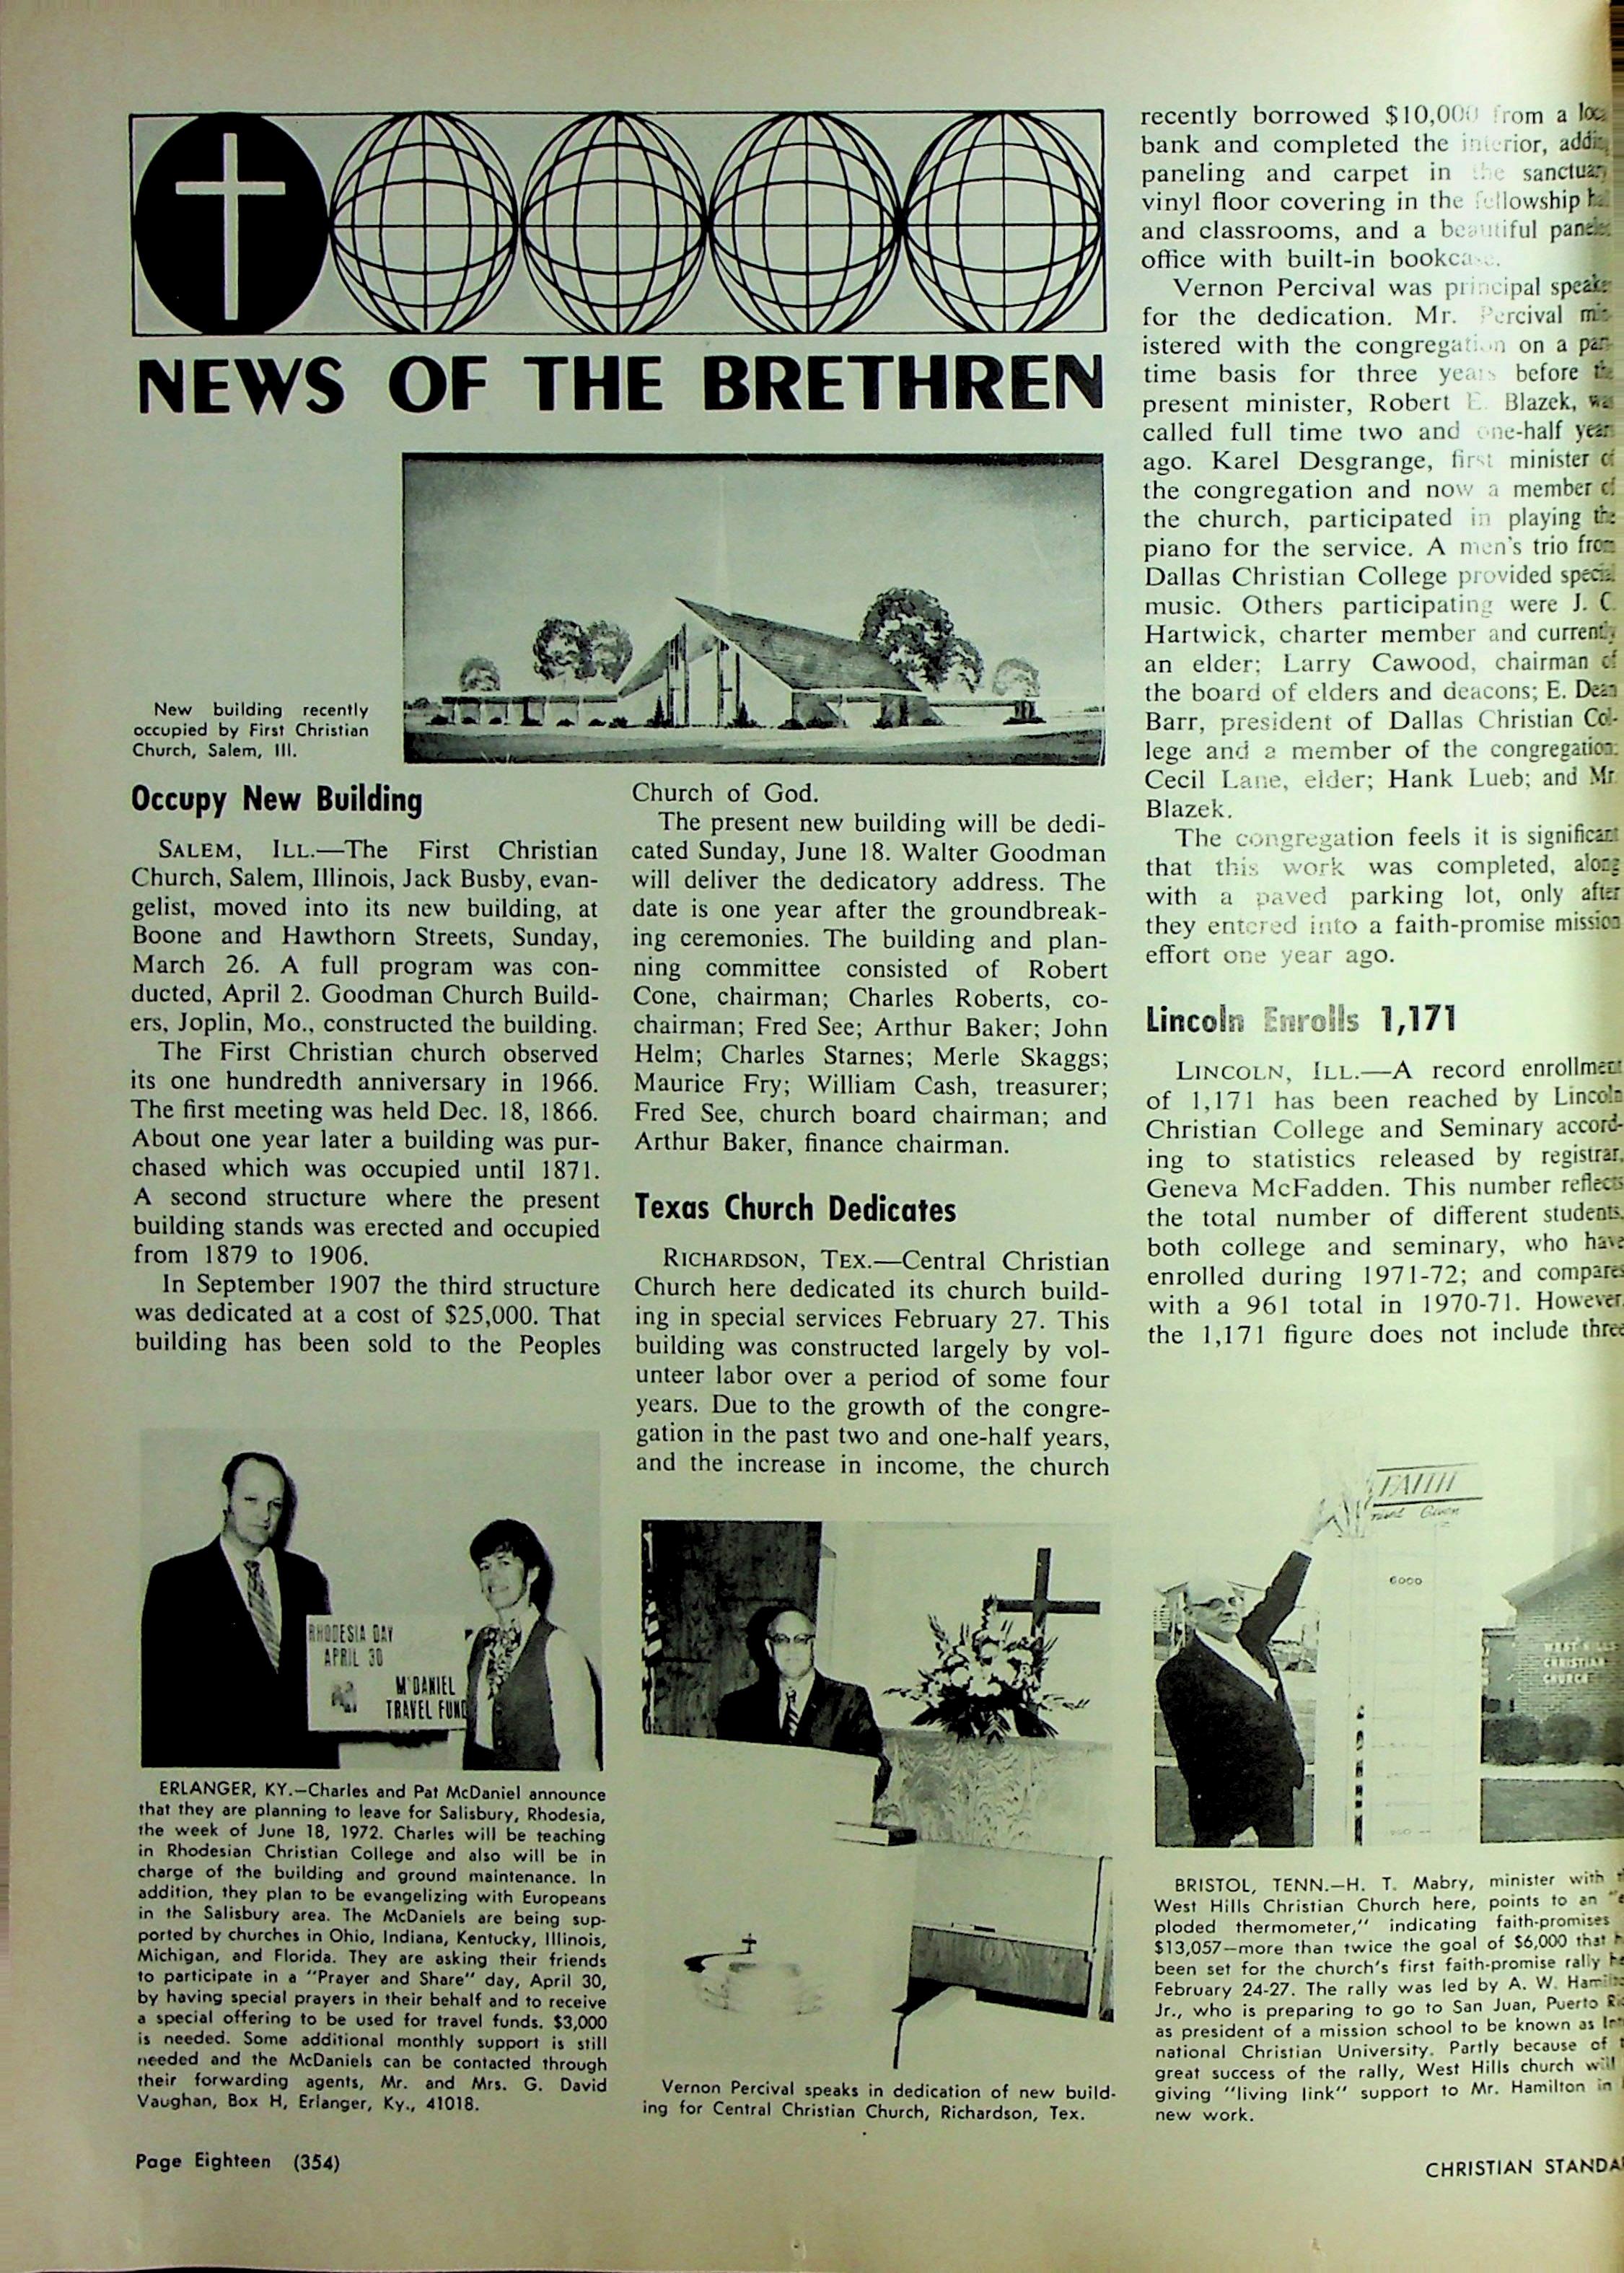 NEWS OF THE BRETHREN
New building recently
occupied by First Christian
Church, Salem, Ill.
Occupy New Building
SALEM, ILL.—The First Christian
Church, Salem, Illinois, Jack Busby, evan-
gelist, moved into its new building, at
Boone and Hawthorn Streets, Sunday,
March 26. A full program was con-
ducted, April 2. Goodman Church Build-
ers, Joplin, Mo., constructed the building.
The First Christian church observed
its one hundredth anniversary in 1966.
The first meeting was held Dec. 18, 1866.
About one year later a building was pur-
chased which was occupied until 1871.
A second structure where the present
building stands was erected and occupied
from 1879 to 1906.
In September 1907 the third structure
was dedicated at a cost of $25,000. That
building has been sold to the Peoples
Church of God.
The present new building will be dedi-
cated Sunday, June 18. Walter Goodman
will deliver the dedicatory address. The
date is one year after the groundbreak-
ing ceremonies. The building and plan-
ning committee consisted of Robert
Cone, chairman; Charles Roberts, co-
chairman; Fred See; Arthur Baker; John
Helm; Charles Starnes; Merle Skaggs;
Maurice Fry; William Cash, treasurer;
Fred See, church board chairman; and
Arthur Baker, finance chairman.
Texas Church Dedicates
RICHARDSON, TEX.—Central Christian
Church here dedicated its church build-
ing in special services February 27. This
building was constructed largely by vol-
unteer labor over a period of some four
years. Due to the growth of the congre-
gation in the past two and one-half years,
and the increase in income, the church
recently borrowed $10,000 from a
bank and completed the interior,
paneling and carpet in the
vinyl floor covering in the fellowship
and classrooms, and a beautiful
office with built-in bookcase.
Vernon Percival was principal
for the dedication. Mr. Percival
istered with the congregation on a
time basis for three years before
present minister, Robert E. Blazek,
called full time two and one-half
ago. Karel Desgrange, first minister of
the congregation and now a member of
the church, participated in playing the
piano for the service. A men's trio from
Dallas Christian College provided special
music. Others participating were J. C.
Hartwick, charter member and currently
an elder; Larry Cawood, chairman of
the board of elders and deacons; E. Dean
Barr, president of Dallas Christian Col-
lege and a member of the congregation;
Cecil Lane, elder; Hank Lueb; and Mr.
Blazek.
The congregation feels it is significant
that this work was completed, along
with a paved parking lot, only after
they entered into a faith-promise mission
effort one year ago.
Lincoln Enrolls 1,171
LINCOLN, ILL.—A record enrollment
of 1,171 has been reached by Lincoln
Christian College and Seminary accord-
ing to statistics released by registrar,
Geneva McFadden. This number reflects
the total number of different students,
both college and seminary, who have
enrolled during 1971-72; and compares
with a 961 total in 1970-71. However,
the 1,171 figure does not include three
RHODESIA DAY
APRIL 30
McDANIEL
TRAVEL FUND
ERLANGER, KY.—Charles and Pat McDaniel announce
that they are planning to leave for Salisbury, Rhodesia,
the week of June 18, 1972. Charles will be teaching
in Rhodesian Christian College and also will be in
charge of the building and ground maintenance. In
addition, they plan to be evangelizing with Europeans
in the Salisbury area. The McDaniels are being sup-
ported by churches in Ohio, Indiana, Kentucky, Illinois,
Michigan, and Florida. They are asking their friends
to participate in a "Prayer and Share" day, April 30,
by having special prayers in their behalf and to receive
a special offering to be used for travel funds. $3,000
is needed. Some additional monthly support is still
needed and the McDaniels can be contacted through
their forwarding agents, Mr. and Mrs. G. David
Vaughan, Box H, Erlanger, Ky., 41018.
Vernon Percival speaks in dedication of new build-
ing for Central Christian Church, Richardson, Tex.
FAITH
6000
WEST HILLS
CHRISTIAN
CHURCH
BRISTOL, TENN.—H. T. Mabry, minister with
West Hills Christian Church here, points to an
ploded thermometer," indicating faith-promises
$13,057—more than twice the goal of $6,000 that
been set for the church's first faith-promise rally
February 24-27. The rally was led by A. W.
Jr., who is preparing to go to San Juan, Puerto
as president of a mission school to be known as
national Christian University. Partly because of
great success of the rally, West Hills church will
giving "living link" support to Mr. Hamilton in
new work.
Page Eighteen (354)
CHRISTIAN